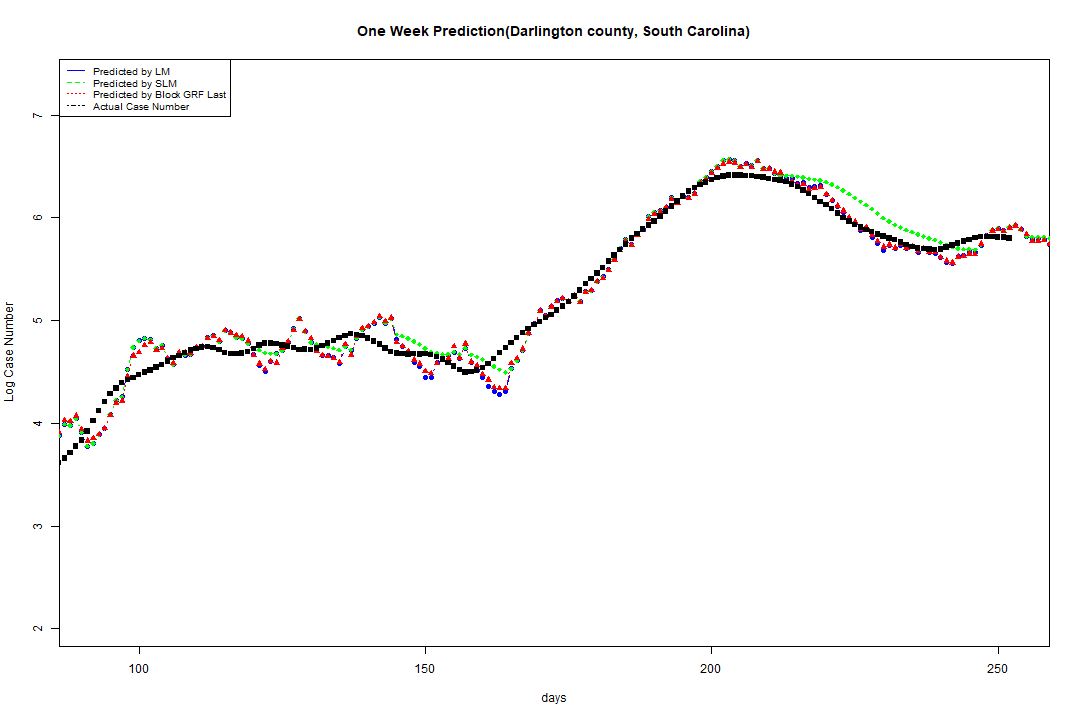 One Week Prediction(Darlington county, South Carolina)
Predicted by LM
Predicted by SLM
Predicted by Block GRF Last
Actual Case Number
7
6
5
4
3
2
Log Case Number
100 150 200 250
days